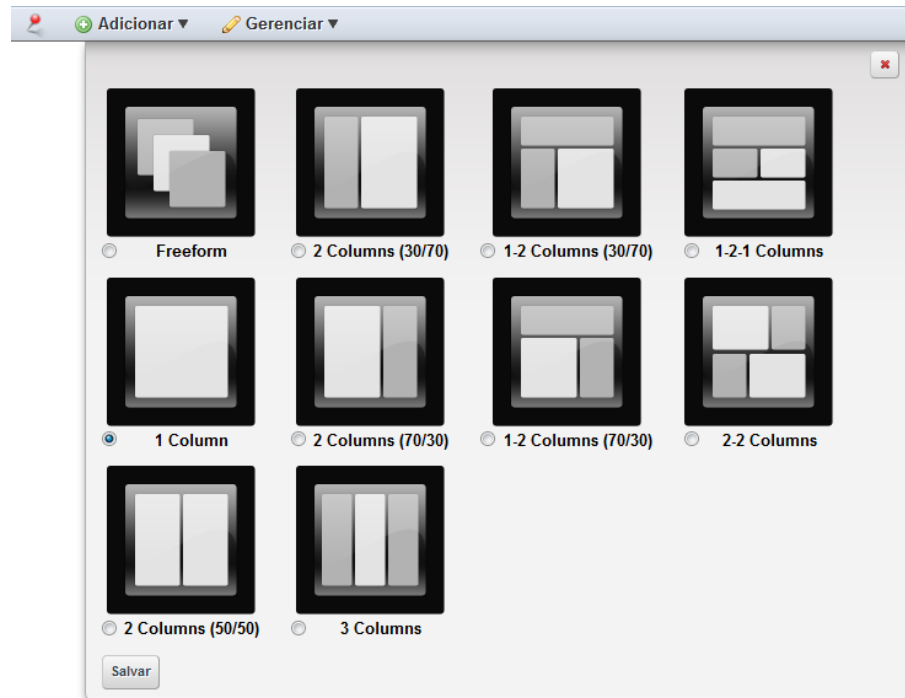 Adicionar Gerenciar
Freeform 2 Columns (30/70) 1-2 Columns (30/70) 1-2-1 Columns
1 Column 2 Columns (70/30) 1-2 Columns (70/30) 2-2 Columns
2 Columns (50/50) 3 Columns
Salvar